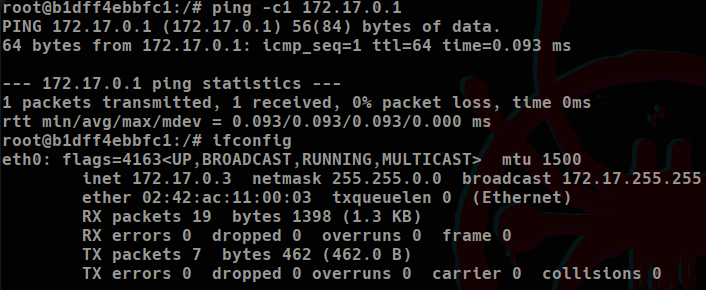 root@b1dff4ebbfc1:/# ping -c1 172.17.0.1
PING 172.17.0.1 (172.17.0.1) 56(84) bytes of data.
64 bytes from 172.17.0.1: icmp_seq=1 ttl=64 time=0.093 ms

--- 172.17.0.1 ping statistics ---
1 packets transmitted, 1 received, 0% packet loss, time 0ms
rtt min/avg/max/mdev = 0.093/0.093/0.093/0.000 ms
root@b1dff4ebbfc1:/# ifconfig
eth0: flags=4163<UP,BROADCAST,RUNNING,MULTICAST>  mtu 1500
        inet 172.17.0.3  netmask 255.255.0.0  broadcast 172.17.255.255
        ether 02:42:ac:11:00:03  txqueuelen 0  (Ethernet)
        RX packets 19  bytes 1398 (1.3 KB)
        RX errors 0  dropped 0  overruns 0  frame 0
        TX packets 7  bytes 462 (462.0 B)
        TX errors 0  dropped 0 overruns 0  carrier 0  collisions 0